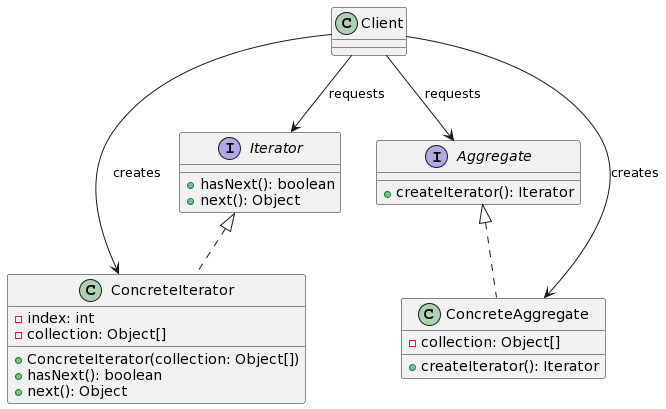 C Client
requests
requests
creates
creates
I Iterator
hasNext(): boolean
next(): Object
I Aggregate
createIterator(): Iterator
C ConcreteIterator
index: int
collection: Object[]
ConcreteIterator(collection: Object[])
hasNext(): boolean
next(): Object
C ConcreteAggregate
collection: Object[]
createIterator(): Iterator